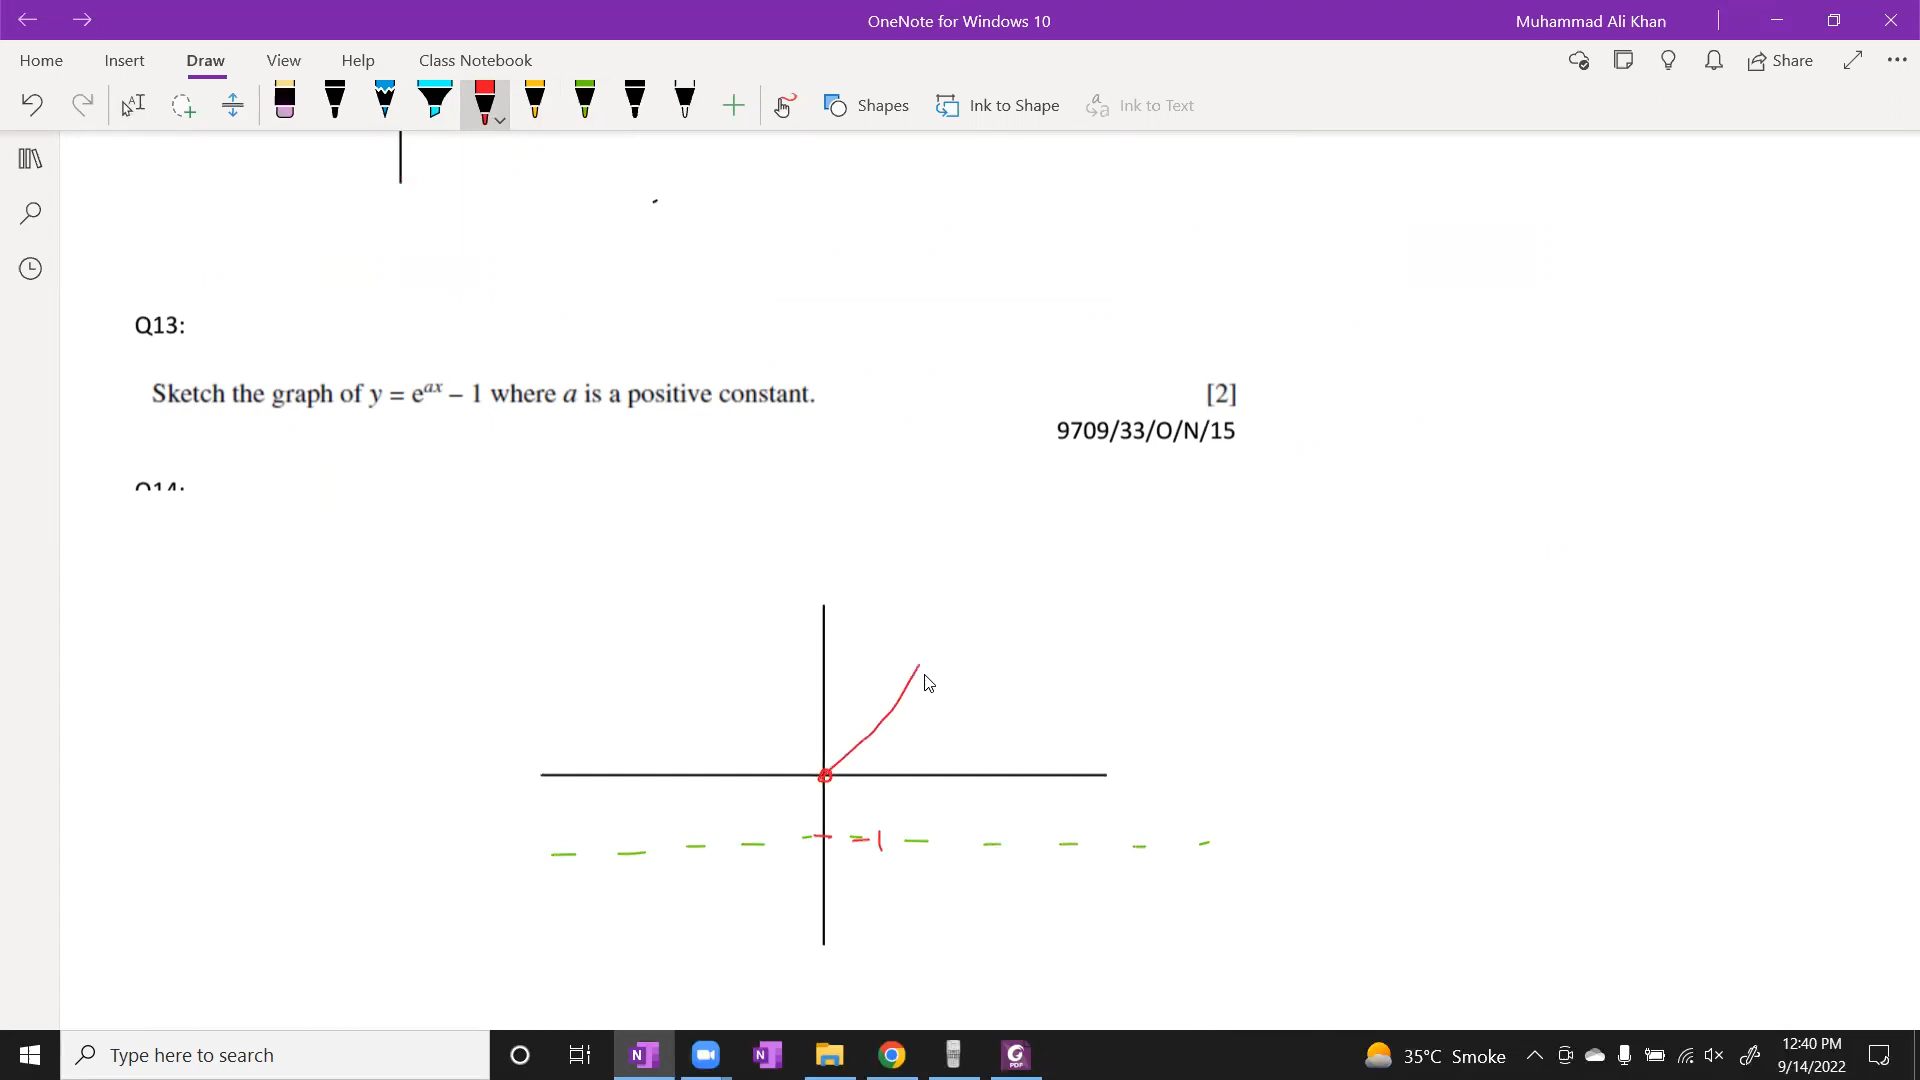 OneNote for Windows 10
Muhammad Ali Khan
Home Insert Draw View Help Class Notebook
Share
Shapes Ink to Shape Ink to Text
Q13:
Sketch the graph of y = e^{ax} – 1 where a is a positive constant. [2]
9709/33/O/N/15
Q14:
-1
Type here to search
35°C Smoke
12:40 PM
9/14/2022